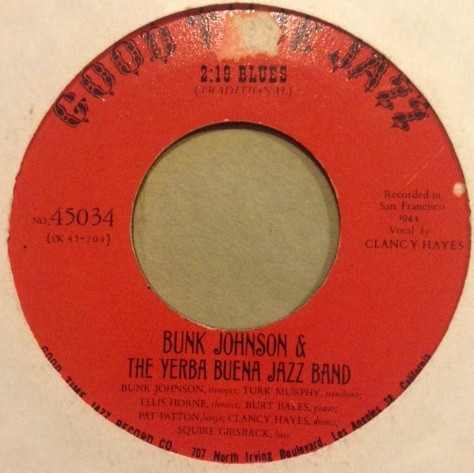 GOOD T E JAZZ
2:19 BLUES
(TRADITIONAL)
NO. 45034
(LK 45-204)
Recorded in
San Francisco
1944
Vocal by
CLANCY HAYES
BUNK JOHNSON &
THE YERBA BUENA JAZZ BAND
BUNK JOHNSON, trumpet; TURK MURPHY, trombone;
ELLIS HORNE, clarinet; BURT BALES, piano;
PAT PATTON, banjo; CLANCY HAYES, drums;
SQUIRE GIRSBACK, bass
GOOD TIME JAZZ RECORD CO., 707 North Irving Boulevard, Los Angeles 38, California